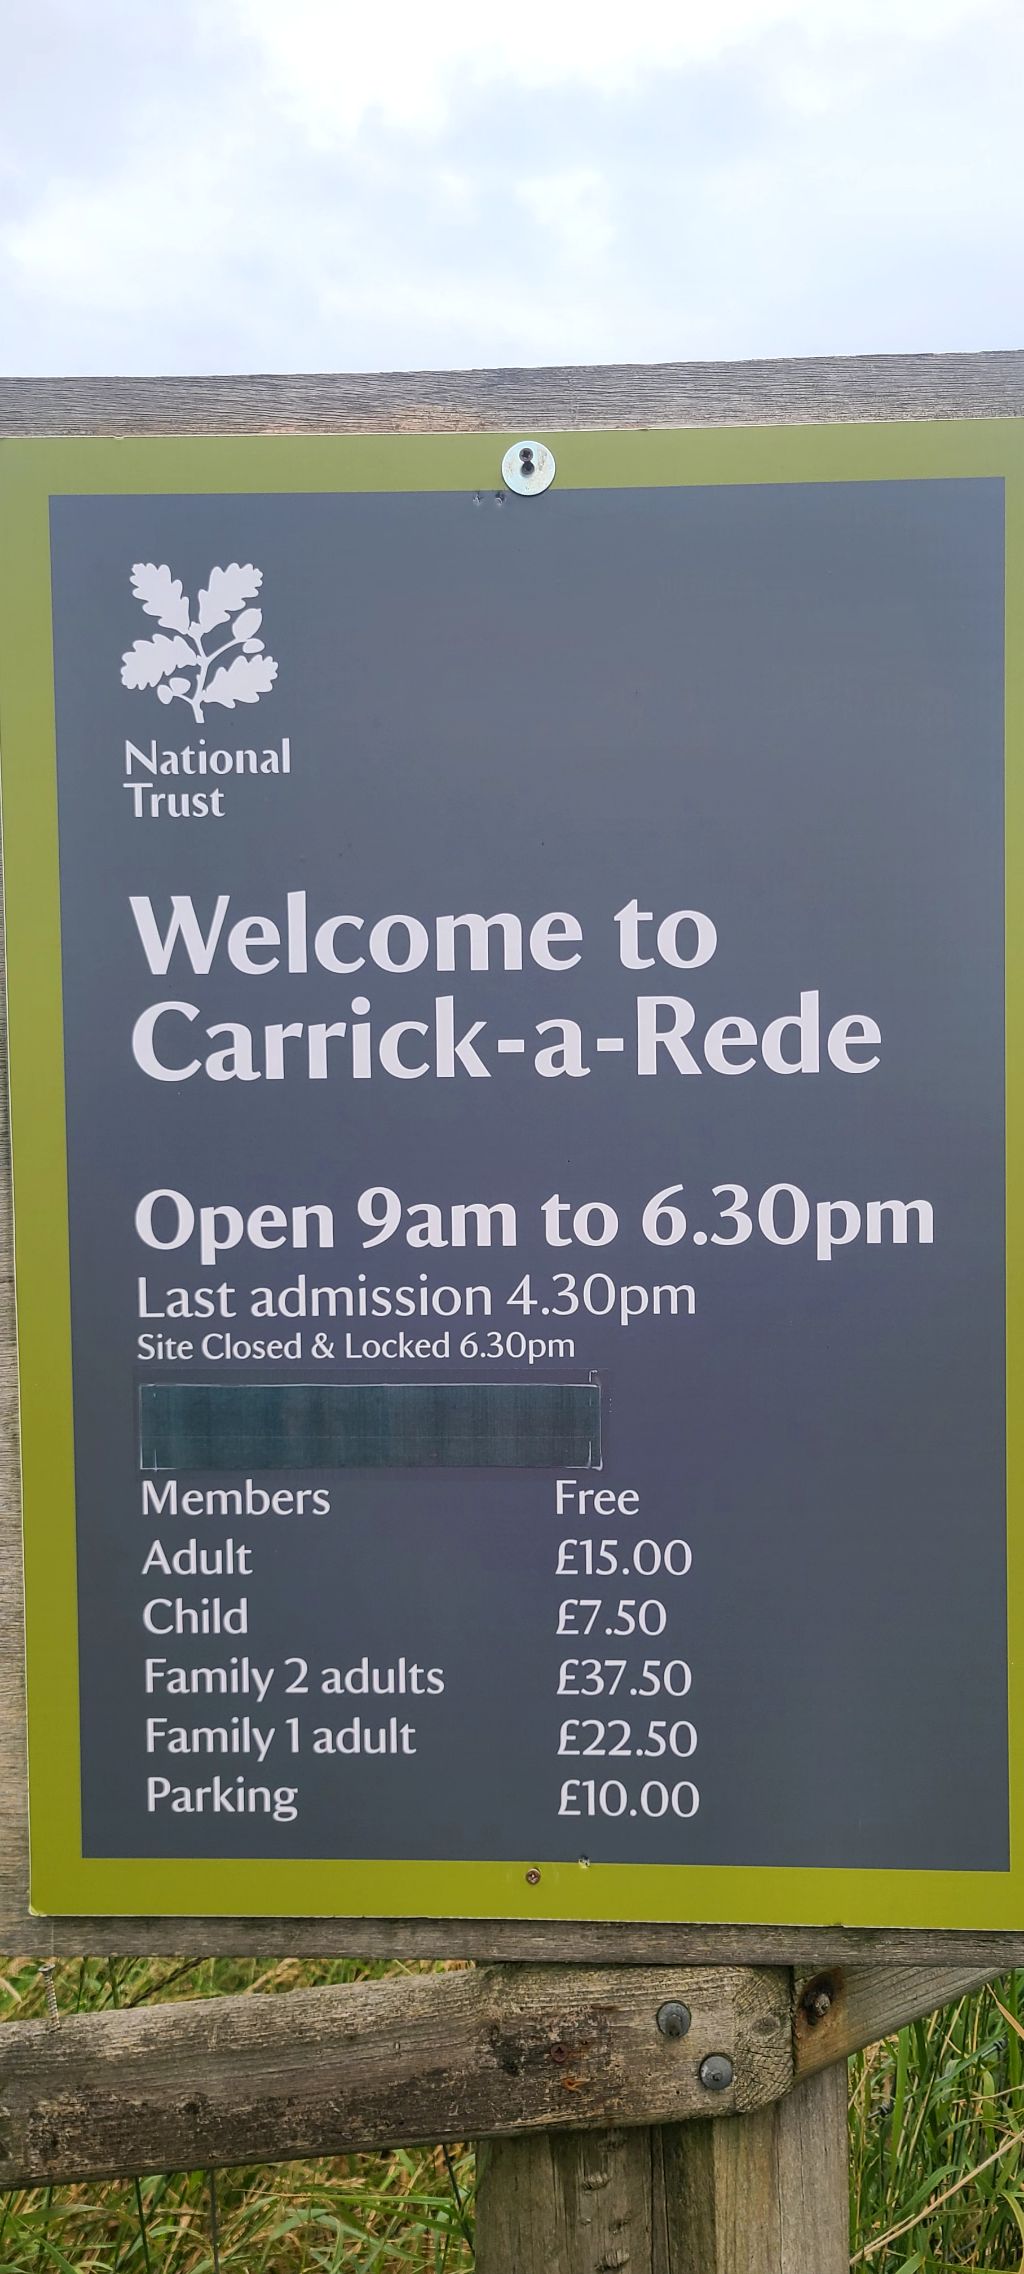 National
Trust
Welcome to
Carrick-a-Rede
Open 9am to 6.30pm
Last admission 4.30pm
Site Closed & Locked 6.30pm
Members Free
Adult £15.00
Child £7.50
Family 2 adults £37.50
Family 1 adult £22.50
Parking £10.00